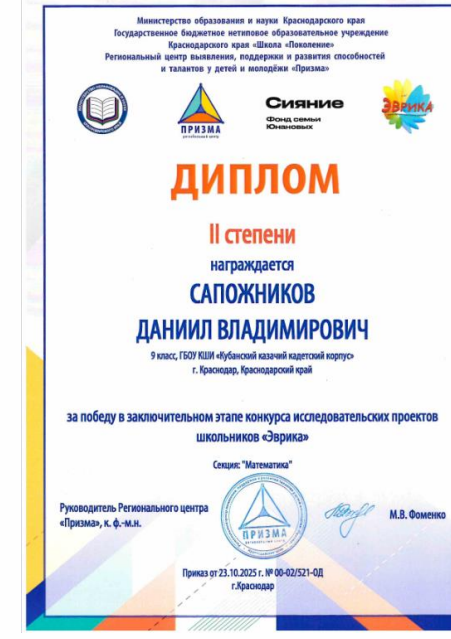 Министерство образования и науки Краснодарского края
Государственное бюджетное нетиповое образовательное учреждение
Краснодарского края «Школа «Поколение»
Региональный центр выявления, поддержки и развития способностей
и талантов у детей и молодёжи «Призма»
ПРИЗМА
региональный центр
Сияние
Фонд семьи
Юнановых
ЭВРИКА
ДИПЛОМ
II степени
награждается
САПОЖНИКОВ
ДАНИИЛ ВЛАДИМИРОВИЧ
9 класс, ГБОУ КШИ «Кубанский казачий кадетский корпус»
г. Краснодар, Краснодарский край
за победу в заключительном этапе конкурса исследовательских проектов
школьников «Эврика»
Секция: "Математика"
Руководитель Регионального центра
«Призма», к. ф.-м.н.
ПРИЗМА
М.В. Фоменко
Приказ от 23.10.2025 г. № 00-02/521-ОД
г.Краснодар